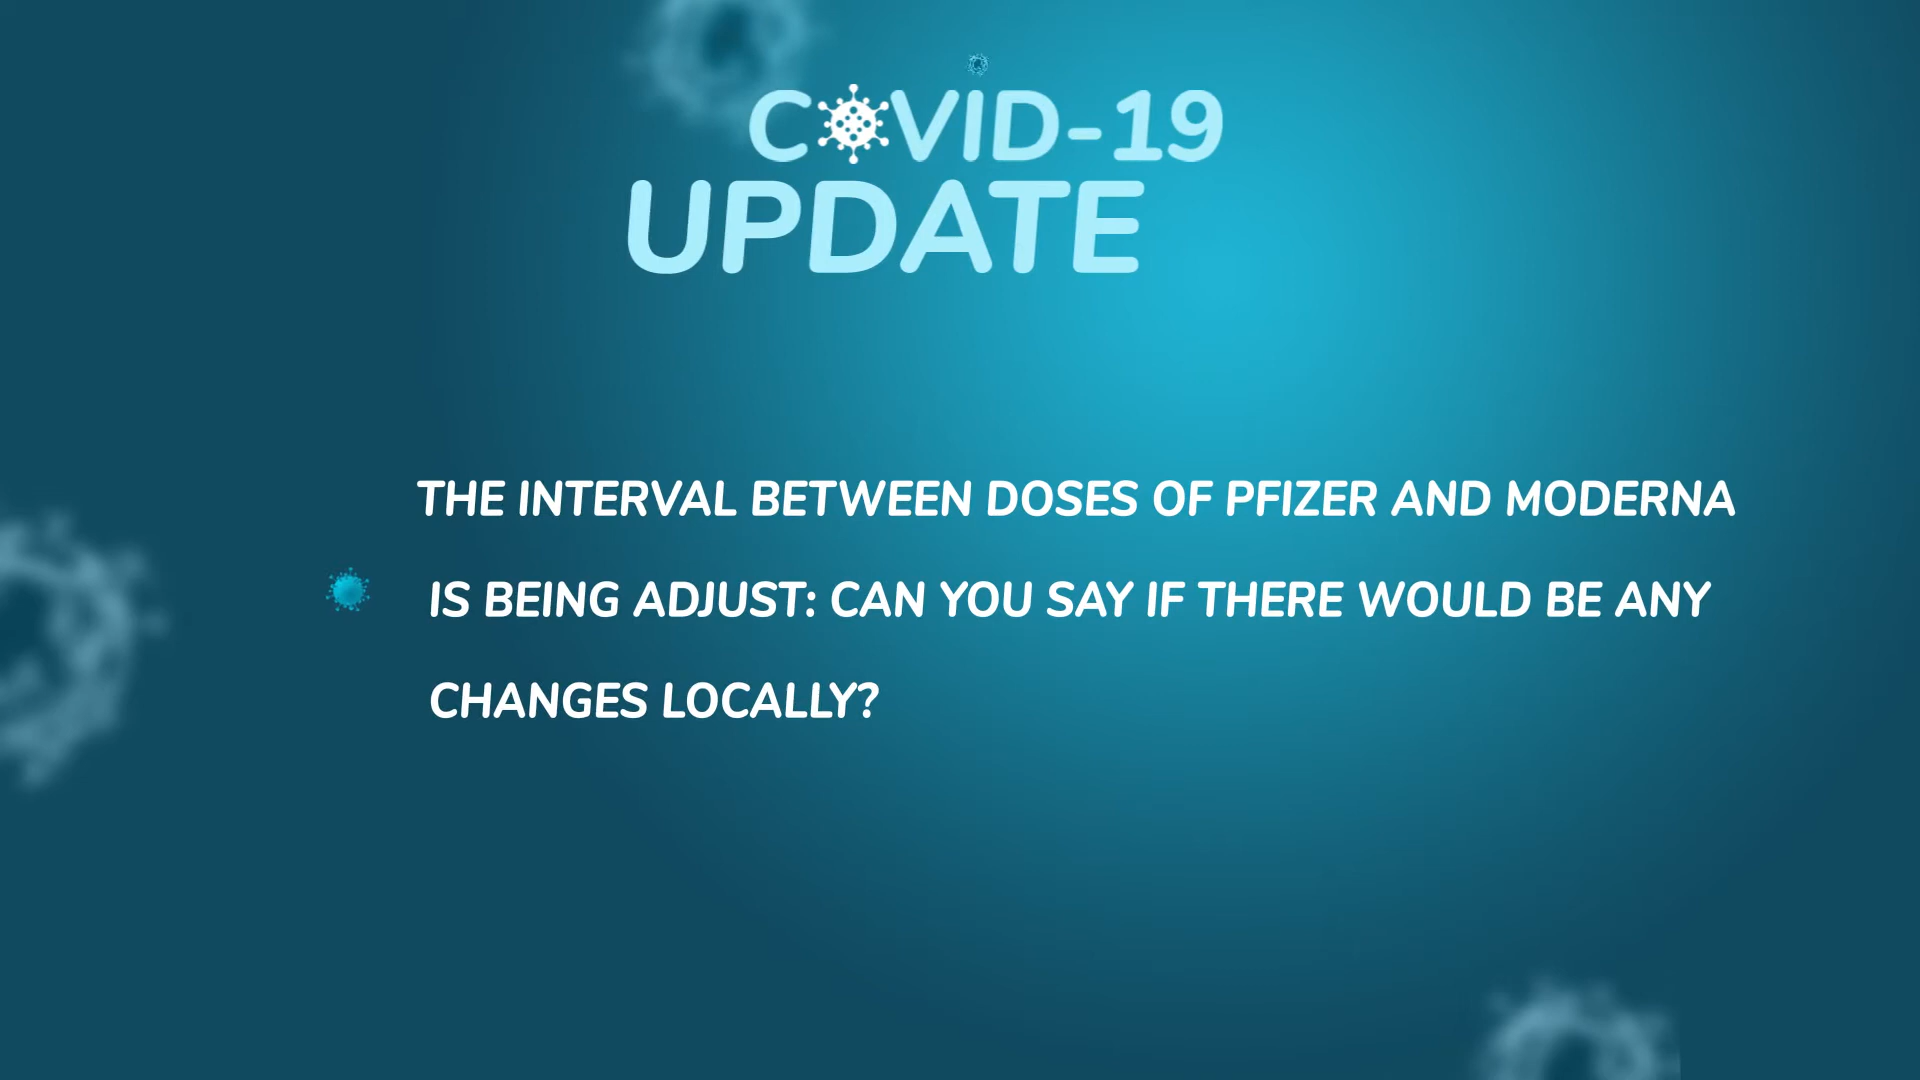 COVID-19
UPDATE
THE INTERVAL BETWEEN DOSES OF PFIZER AND MODERNA
IS BEING ADJUST: CAN YOU SAY IF THERE WOULD BE ANY
CHANGES LOCALLY?